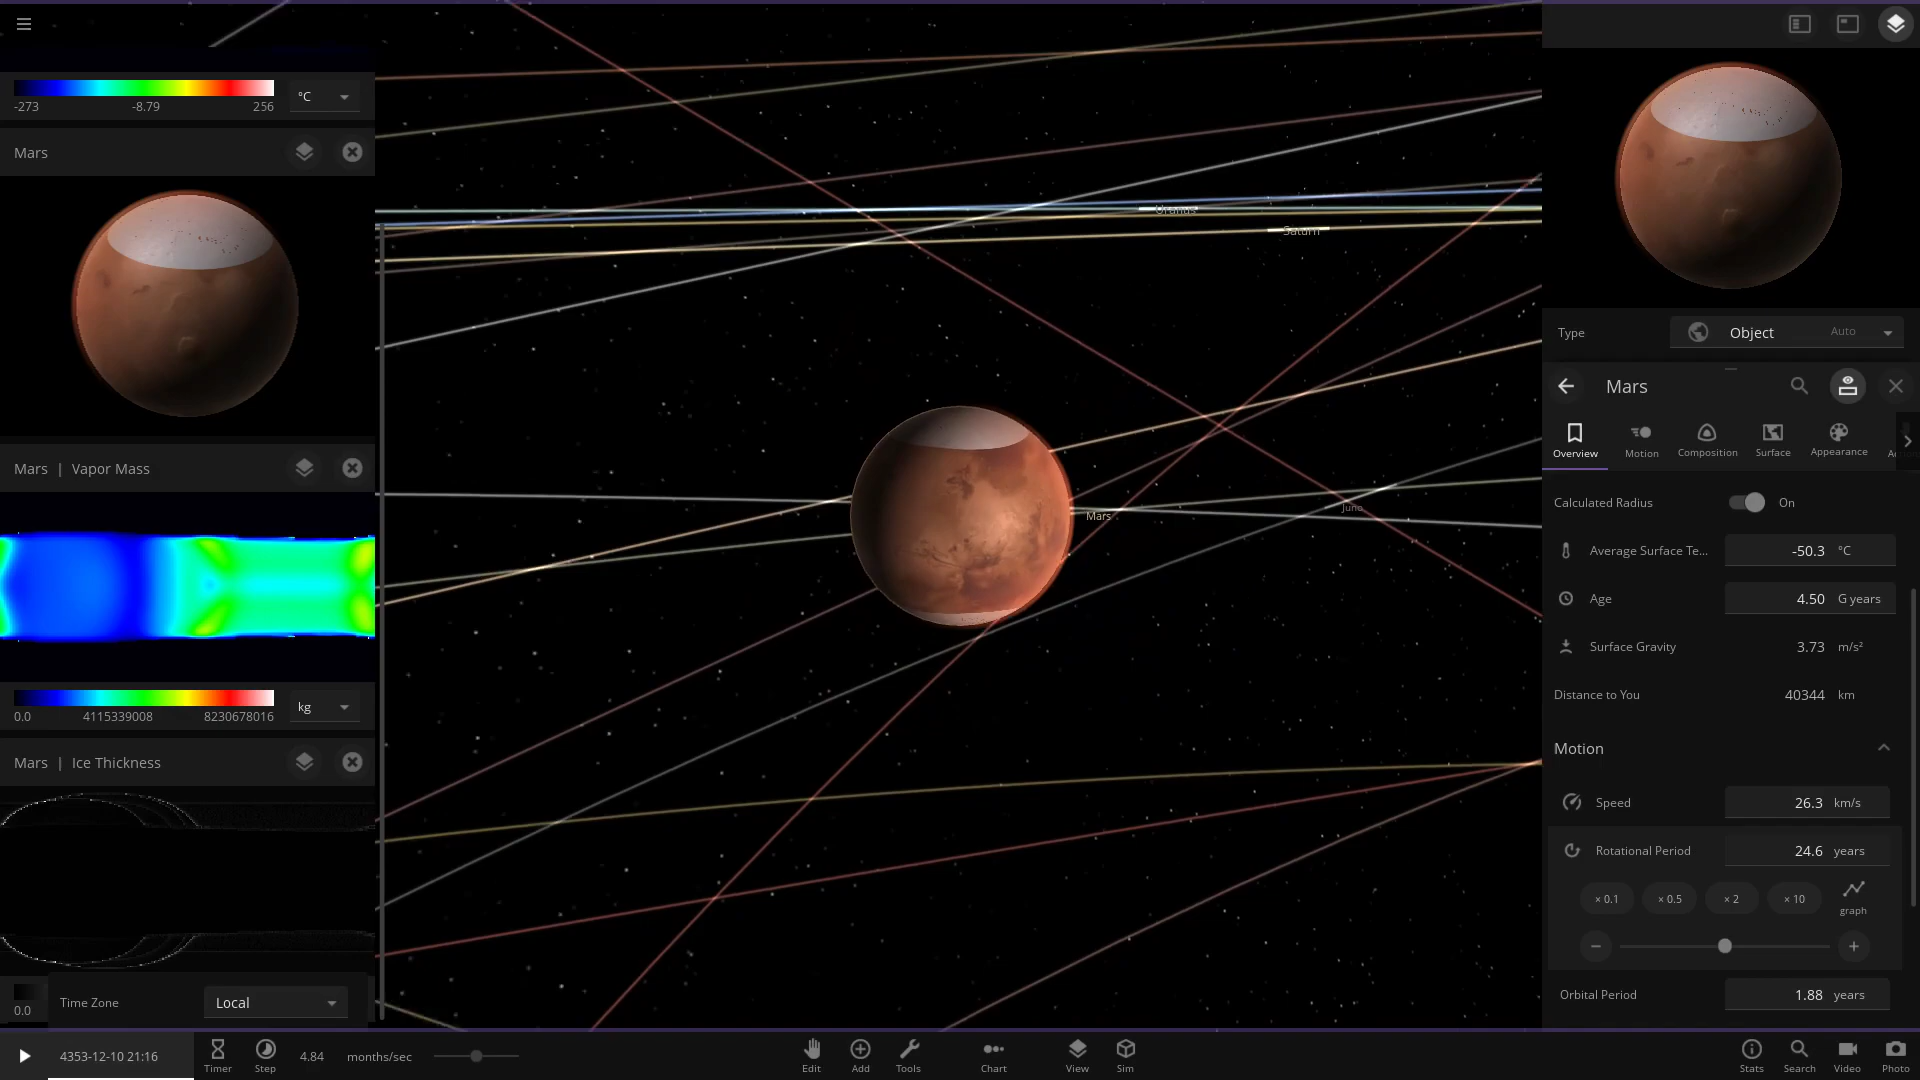 -273 -8.79 256 °C
Mars
Mars | Vapor Mass
0.0 4115339008 8230678016 kg
Mars | Ice Thickness
0.0
Time Zone Local
Uranus
Saturn
Mars
Juno
Type Object Auto
Mars
Overview Motion Composition Surface Appearance
Calculated Radius On
Average Surface Te... -50.3 °C
Age 4.50 G years
Surface Gravity 3.73 m/s²
Distance to You 40344 km
Motion
Speed 26.3 km/s
Rotational Period 24.6 years
× 0.1 × 0.5 × 2 × 10 graph
Orbital Period 1.88 years
4353-12-10 21:16 Timer Step 4.84 months/sec Edit Add Tools Chart View Sim Stats Search Video Photo